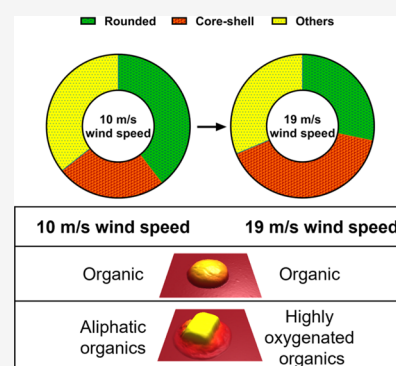 Rounded Core-shell Others
10 m/s
wind speed
19 m/s
wind speed
10 m/s wind speed 19 m/s wind speed
Organic Organic
Aliphatic
organics
Highly
oxygenated
organics